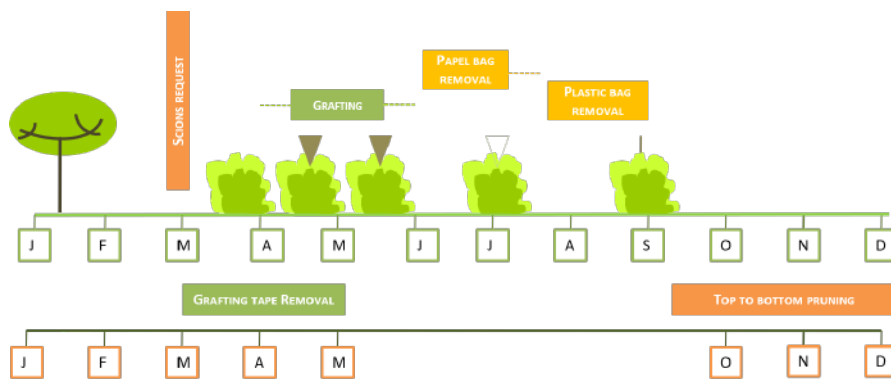 SCIONS REQUEST
PAPEL BAG
REMOVAL
PLASTIC BAG
REMOVAL
GRAFTING
J F M A M J J A S O N D
GRAFTING TAPE REMOVAL
TOP TO BOTTOM PRUNING
J F M A M O N D